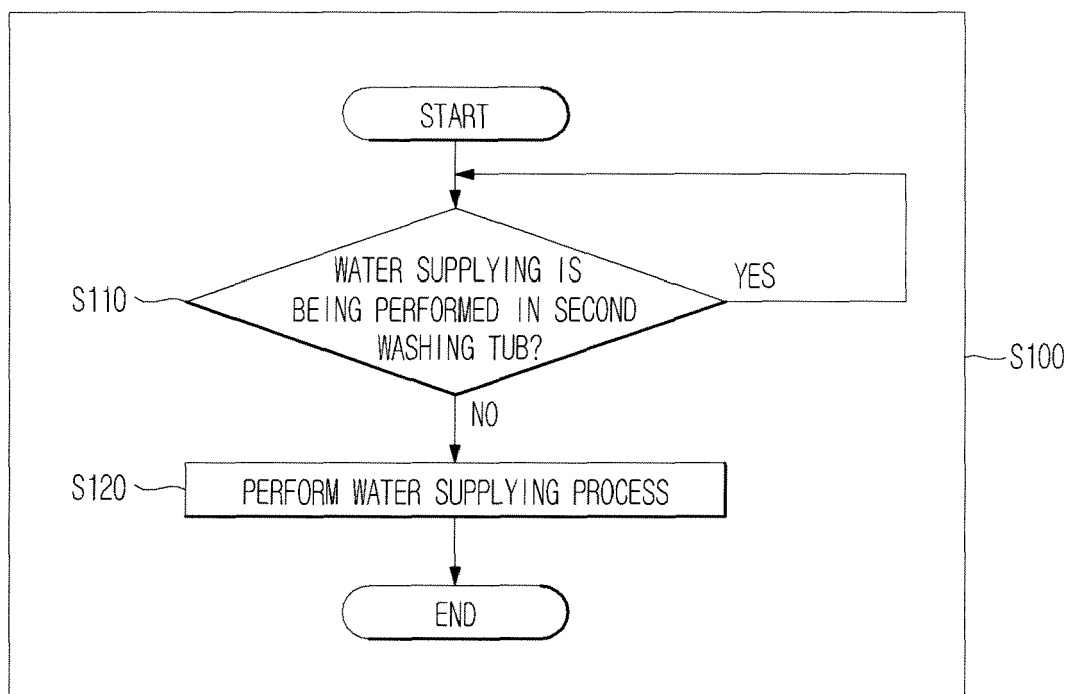 START
WATER SUPPLYING IS
BEING PERFORMED IN SECOND
WASHING TUB?
YES
S110
S100
NO
S120
PERFORM WATER SUPPLYING PROCESS
END